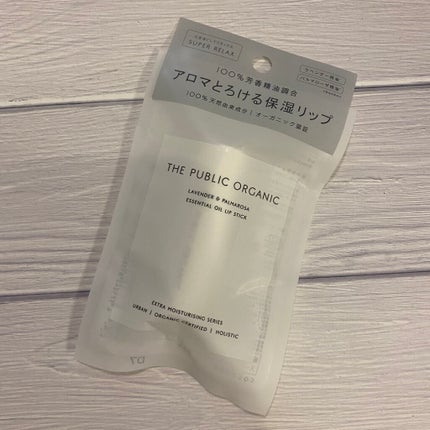 SUPER RELAX
100%芳香精油調合
アロマとろける保湿リップ
100%天然由来成分 | オーガニック認証
THE PUBLIC ORGANIC
LAVENDER & PALMAROSA
ESSENTIAL OIL LIP STICK
EXTRA MOISTURISING SERIES
URBAN | ORGANIC CERTIFIED | HOLISTIC